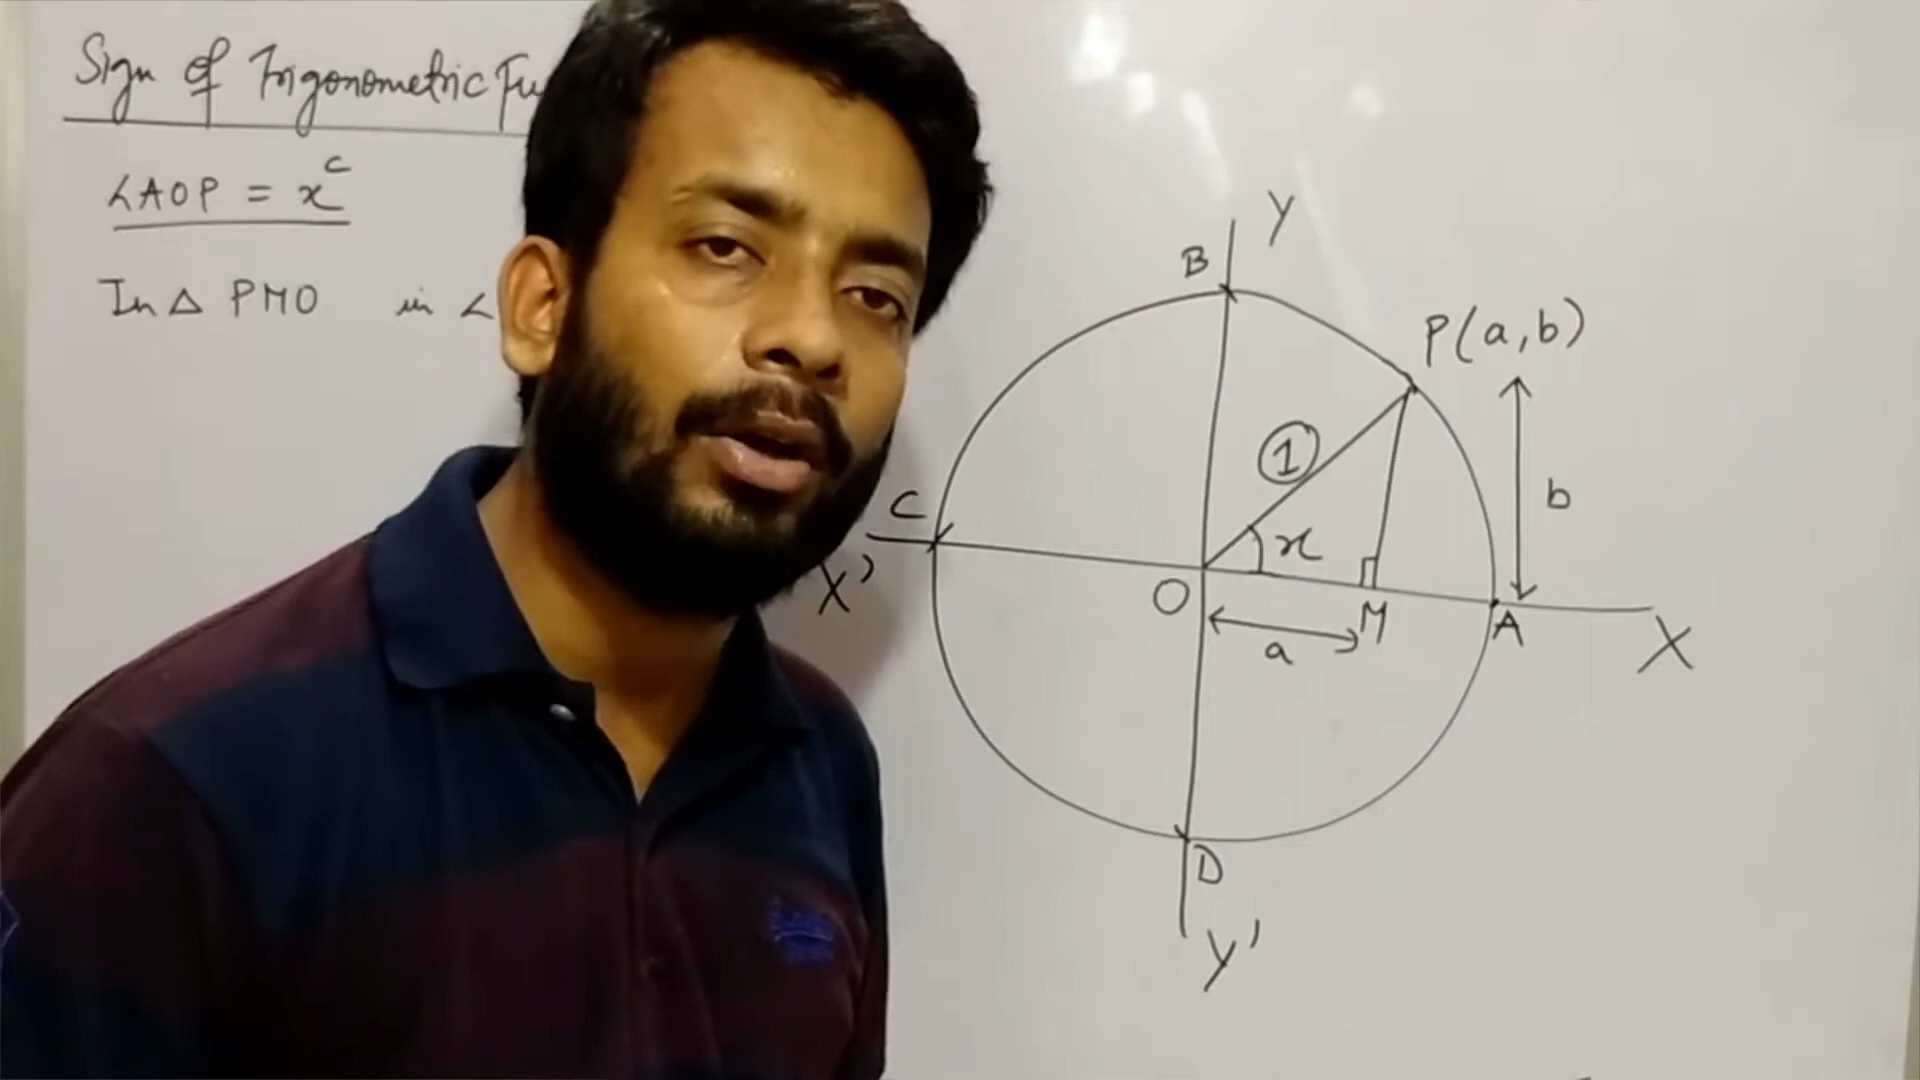 Sign of Trigonometric Fu
∠AOP = x^c
In △ PMO in ∠
Y
B
P(a,b)
1
b
C
x
X'
O
M
A
a
X
D
Y'